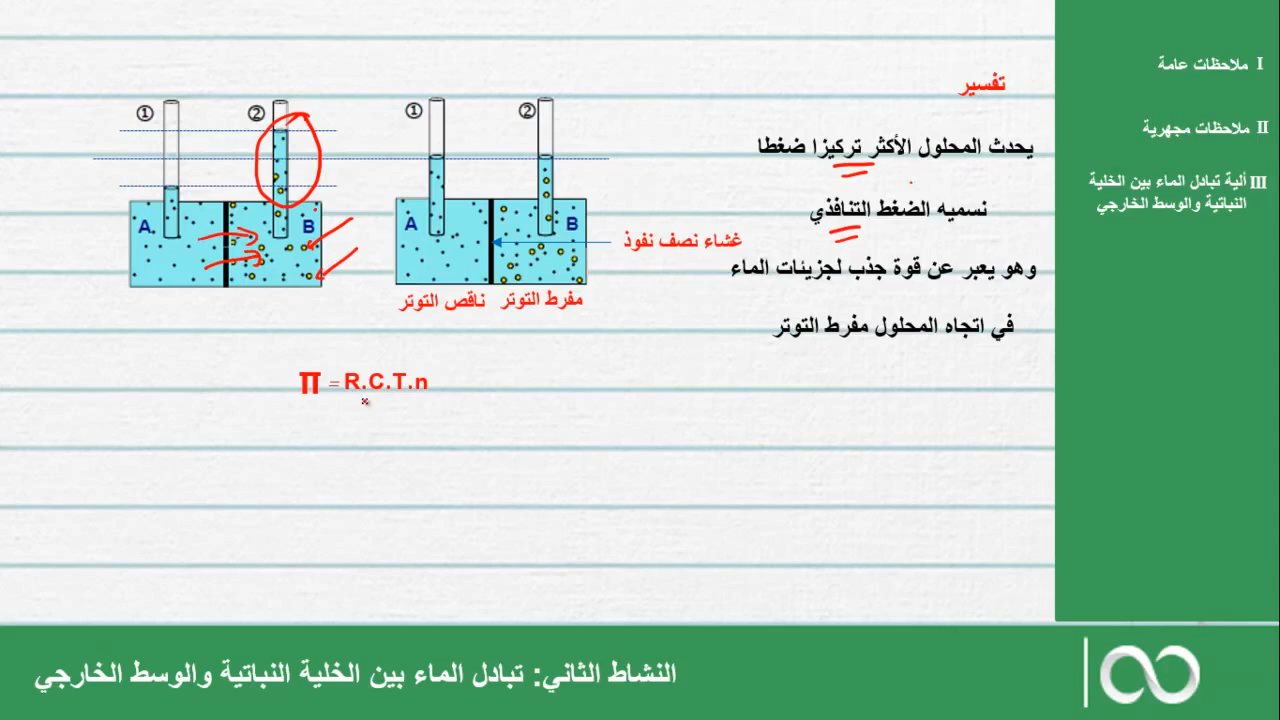 I ملاحظات عامة
II ملاحظات مجهرية
III ألية تبادل الماء بين الخلية
النباتية والوسط الخارجي
تفسير
يحدث المحلول الأكثر تركيزا ضغطا
نسميه الضغط التنافذي
وهو يعبر عن قوة جذب لجزيئات الماء
في اتجاه المحلول مفرط التوتر
① ②
A. B
① ②
A B
غشاء نصف نفوذ
مفرط التوتر ناقص التوتر
π = R.C.T.n
النشاط الثاني: تبادل الماء بين الخلية النباتية والوسط الخارجي